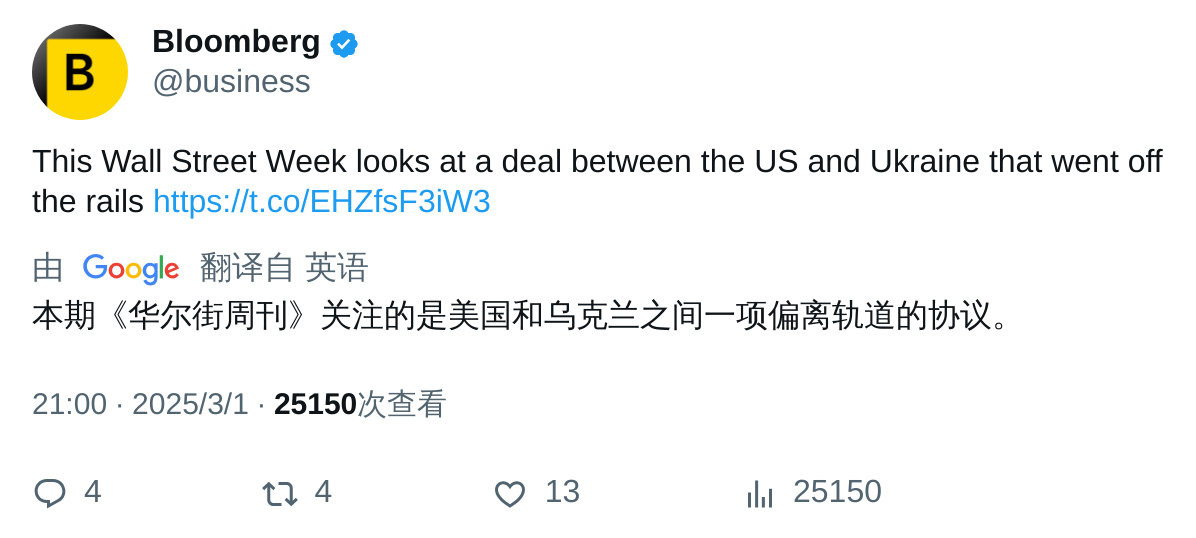 B
Bloomberg
@business
This Wall Street Week looks at a deal between the US and Ukraine that went off
the rails https://t.co/EHZfsF3iW3
由 Google 翻译自 英语
本期《华尔街周刊》关注的是美国和乌克兰之间一项偏离轨道的协议。
21:00 · 2025/3/1 · 25150次查看
4 4 13 25150